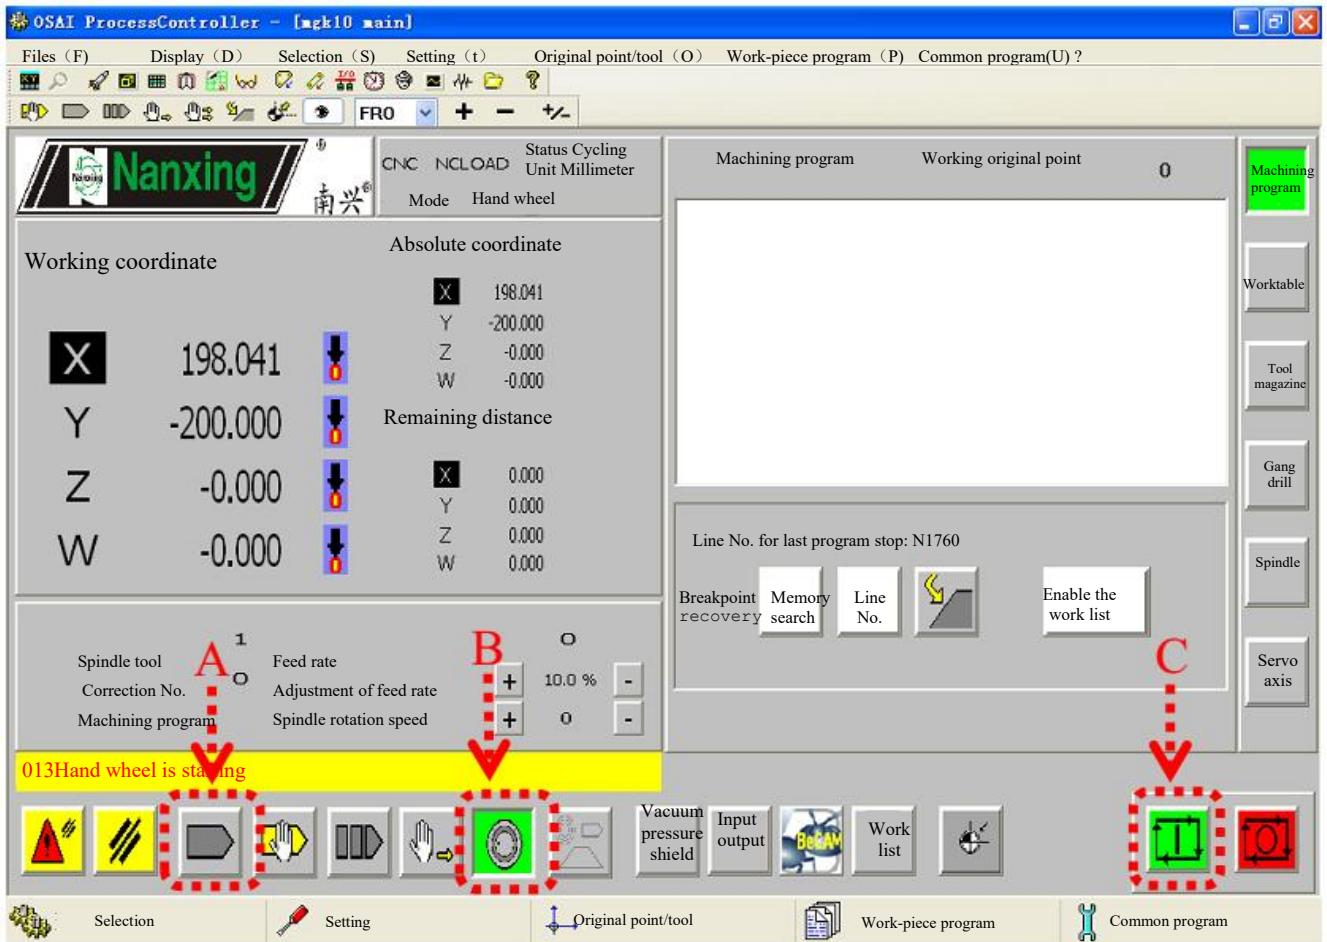 OSAI ProcessController - [mgk10 main]
Files（F） Display（D） Selection（S） Setting（t） Original point/tool（O） Work-piece program（P） Common program(U) ?
I/O
FRO + - +/-
Nanxing
Nanxing
®
南兴®
CNC NCLOAD Status Cycling
Unit Millimeter
Mode Hand wheel
Working coordinate
X 198.041
Y -200.000
Z -0.000
W -0.000
Absolute coordinate
X 198.041
Y -200.000
Z -0.000
W -0.000
Remaining distance
X 0.000
Y 0.000
Z 0.000
W 0.000
1
Spindle tool A Feed rate B 0
0
Correction No. Adjustment of feed rate + 10.0 % -
Machining program Spindle rotation speed + 0 -
013Hand wheel is starting
Machining program Working original point 0
Line No. for last program stop: N1760
Breakpoint
recovery
Memory
search
Line
No.
Enable the
work list
C
Machining
program
Worktable
Tool
magazine
Gang
drill
Spindle
Servo
axis
Vacuum
pressure
shield
Input
output
BeCAM
Work
list
Selection Setting Original point/tool Work-piece program Common program